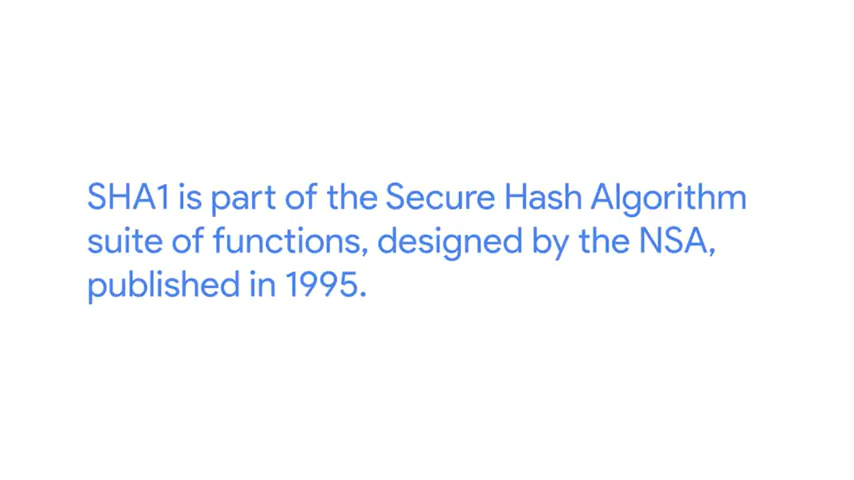 SHA1 is part of the Secure Hash Algorithm
suite of functions, designed by the NSA,
published in 1995.